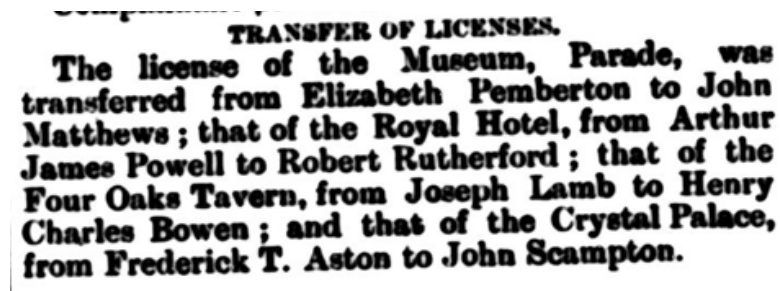 TRANSFER OF LICENSES.
The license of the Museum, Parade, was
transferred from Elizabeth Pemberton to John
Matthews ; that of the Royal Hotel, from Arthur
James Powell to Robert Rutherford ; that of the
Four Oaks Tavern, from Joseph Lamb to Henry
Charles Bowen ; and that of the Crystal Palace,
from Frederick T. Aston to John Scampton.